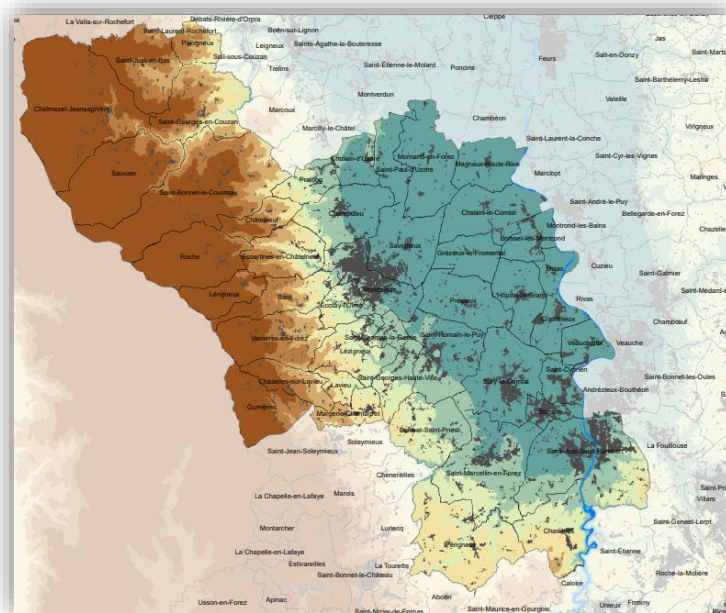 La Valla-sur-Rochefort
Débats-Rivière-d'Orpra
Cleppé
Saint-Laurent-Rochefort
Boën-sur-Lignon
Jas
Palogneux
Leigneux
Sainte-Agathe-la-Bouteresse
Feurs
Salt-en-Donzy
Saint-Just-en-Bas
Sail-sous-Couzan
Trelins
Saint-Étienne-le-Molard
Poncins
Saint-Barthélemy-Lestra
Montverdun
Valeille
Chalmazel-Jeansagnière
Marcoux
Chambéon
Saint-Georges-en-Couzan
Marcilly-le-Châtel
Virigneux
Saint-Laurent-la-Conche
Chalain-d'Uzore
Mornand-en-Forez
Saint-Cyr-les-Vignes
Magneux-Haute-Rive
Saint-Paul-d'Uzore
Marclopt
Maringes
Sauvain
Pralong
Saint-Bonnet-le-Courreau
Saint-André-le-Puy
Champdieu
Chalain-le-Comtal
Bellegarde-en-Forez
Châtelneuf
Montrond-les-Bains
Boisset-lès-Montrond
Savigneux
Roche
Essertines-en-Châtelneuf
Grézieux-le-Fromental
Unias
Cuzieu
Saint-Galmier
Montbrison
Lérigneux
Bard
Précieux
L'Hôpital-le-Grand
Rivas
Écotay-l'Olme
Craintilleux
Chambœuf
Verrières-en-Forez
Saint-Romain-le-Puy
Veauchette
Veauche
Lézigneux
Saint-Cyprien
Saint-Bonnet-les-Oules
Chazelles-sur-Lavieu
Saint-Georges-Haute-Ville
Sury-le-Comtal
Andrézieux-Bouthéon
Lavieu
Gumières
Margerie-Chantagret
Bonson
Boisset-Saint-Priest
Soleymieux
La Fouillouse
Saint-Jean-Soleymieux
Saint-Just-Saint-Rambert
Chenereilles
Saint-Marcellin-en-Forez
Villars
La Chapelle-en-Lafaye
Marols
Saint-Genest-Lerpt
Montarcher
Luriecq
Chambles
Périgneux
Saint-Étienne
La Chapelle-en-Lafaye
Estivareilles
La Tourette
Roche-la-Molière
Saint-Bonnet-le-Château
Caloire
Usson-en-Forez
Apinac
Aboën
Saint-Maurice-en-Gourgois
Unieux
Firminy